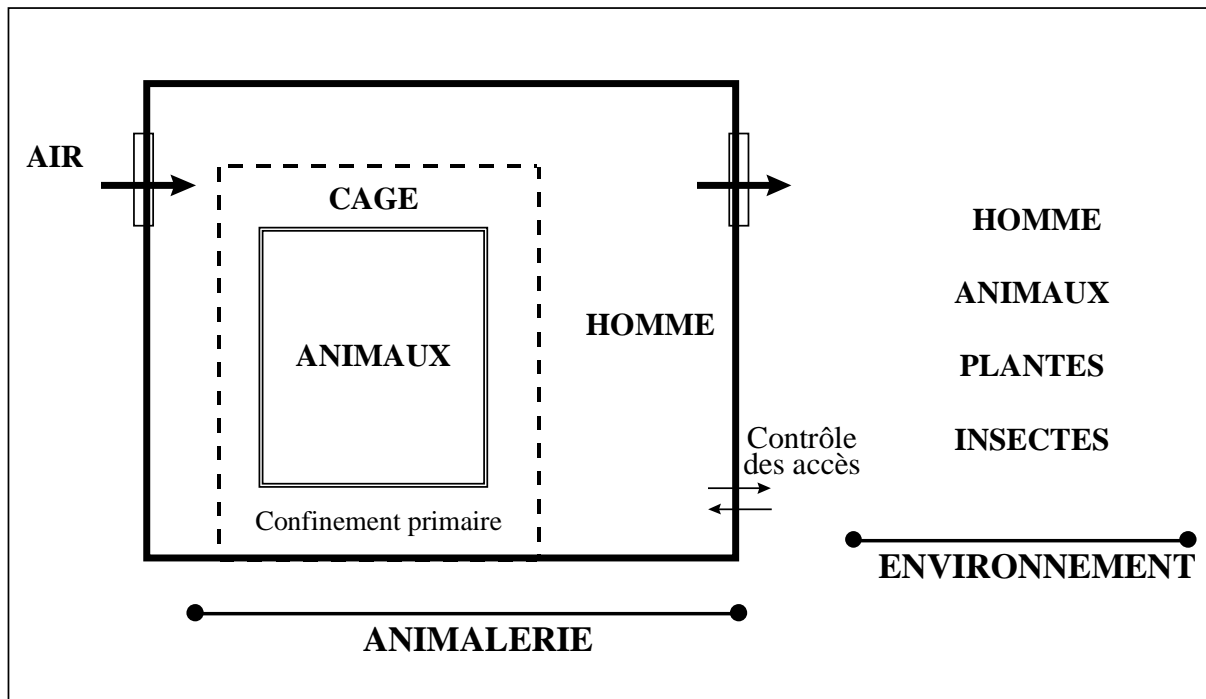 AIR
CAGE
ANIMAUX
Confinement primaire
HOMME
Contrôle
des accès
ANIMALERIE
HOMME
ANIMAUX
PLANTES
INSECTES
ENVIRONNEMENT